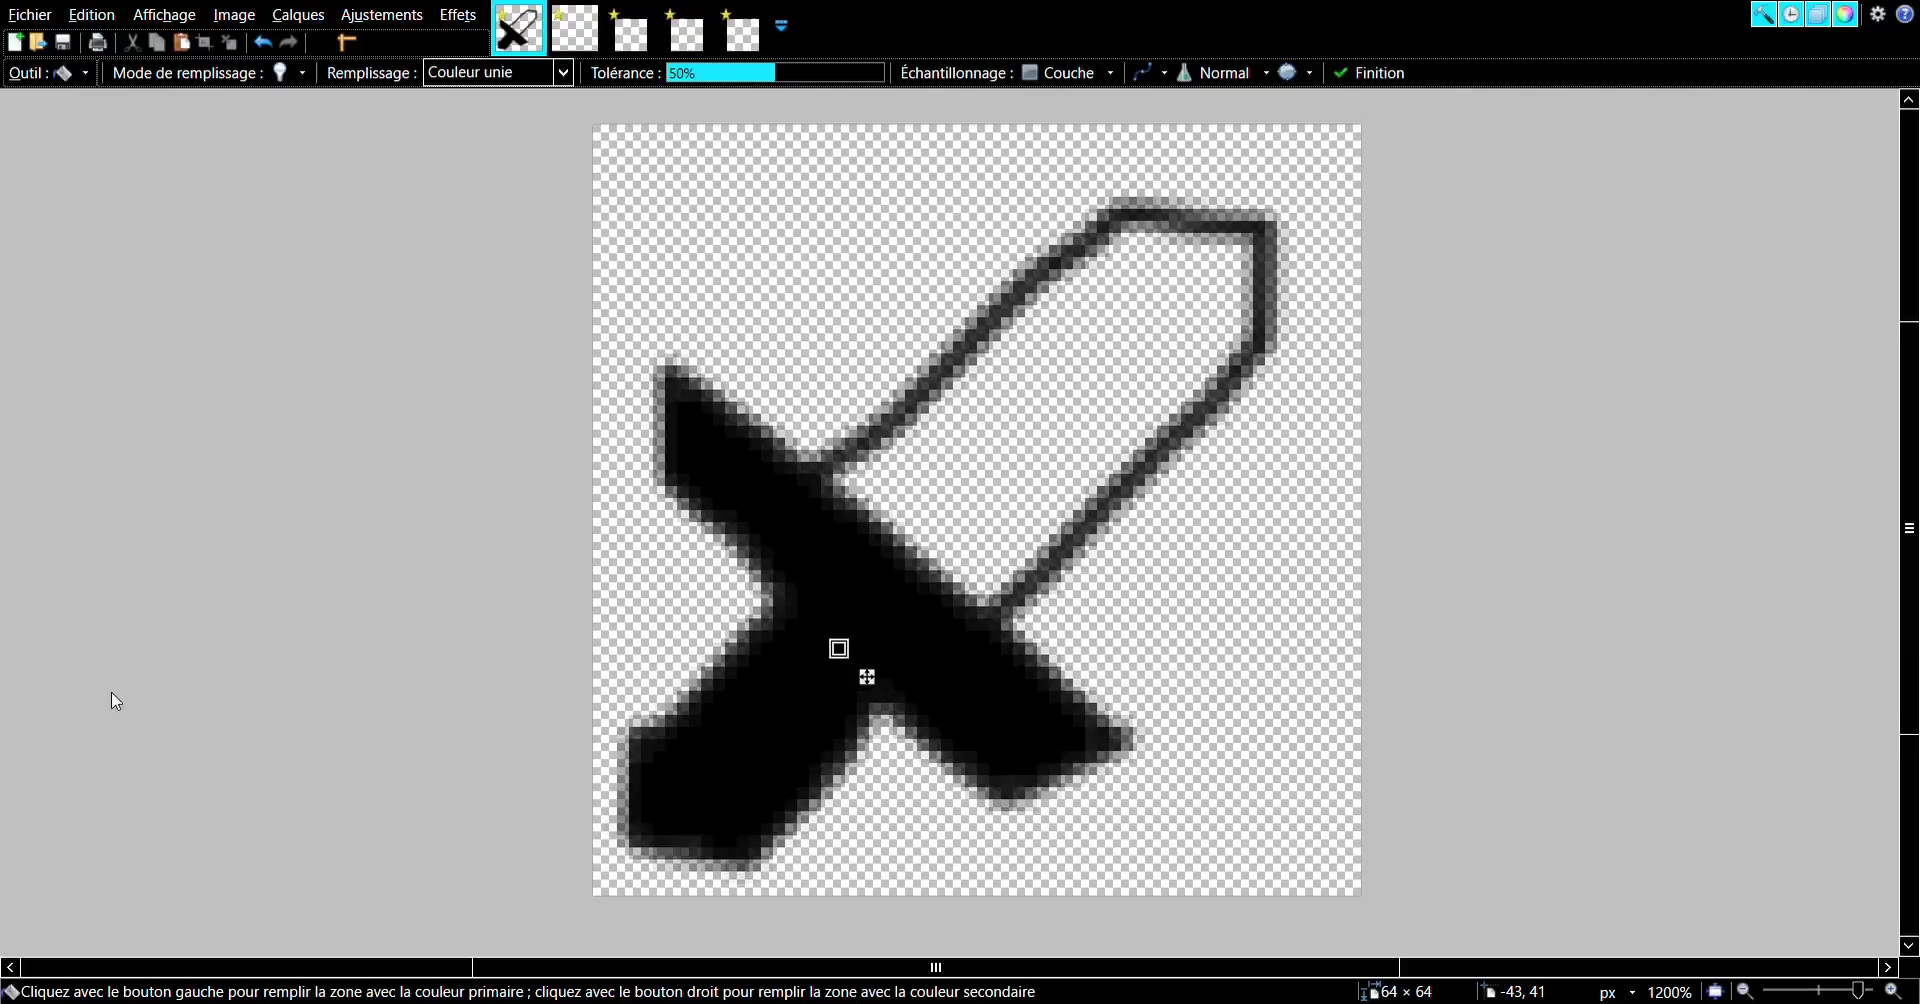 Fichier Edition Affichage Image Calques Ajustements Effets
Outil : Mode de remplissage : Remplissage : Couleur unie Tolérance : 50% Échantillonnage : Couche Normal Finition
Cliquez avec le bouton gauche pour remplir la zone avec la couleur primaire ; cliquez avec le bouton droit pour remplir la zone avec la couleur secondaire 64 × 64 -43, 41 px 1200%